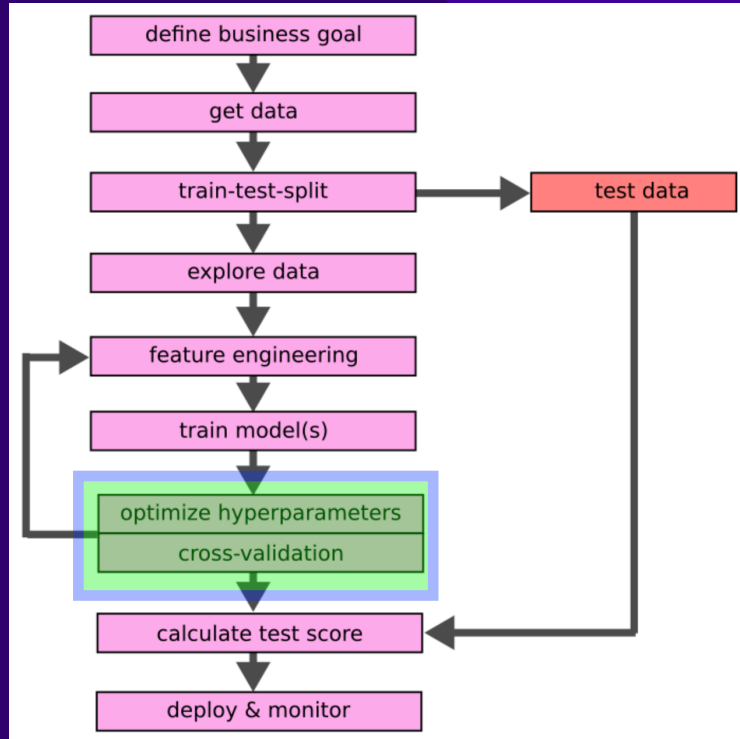 define business goal
get data
train-test-split
test data
explore data
feature engineering
train model(s)
optimize hyperparameters
cross-validation
calculate test score
deploy & monitor